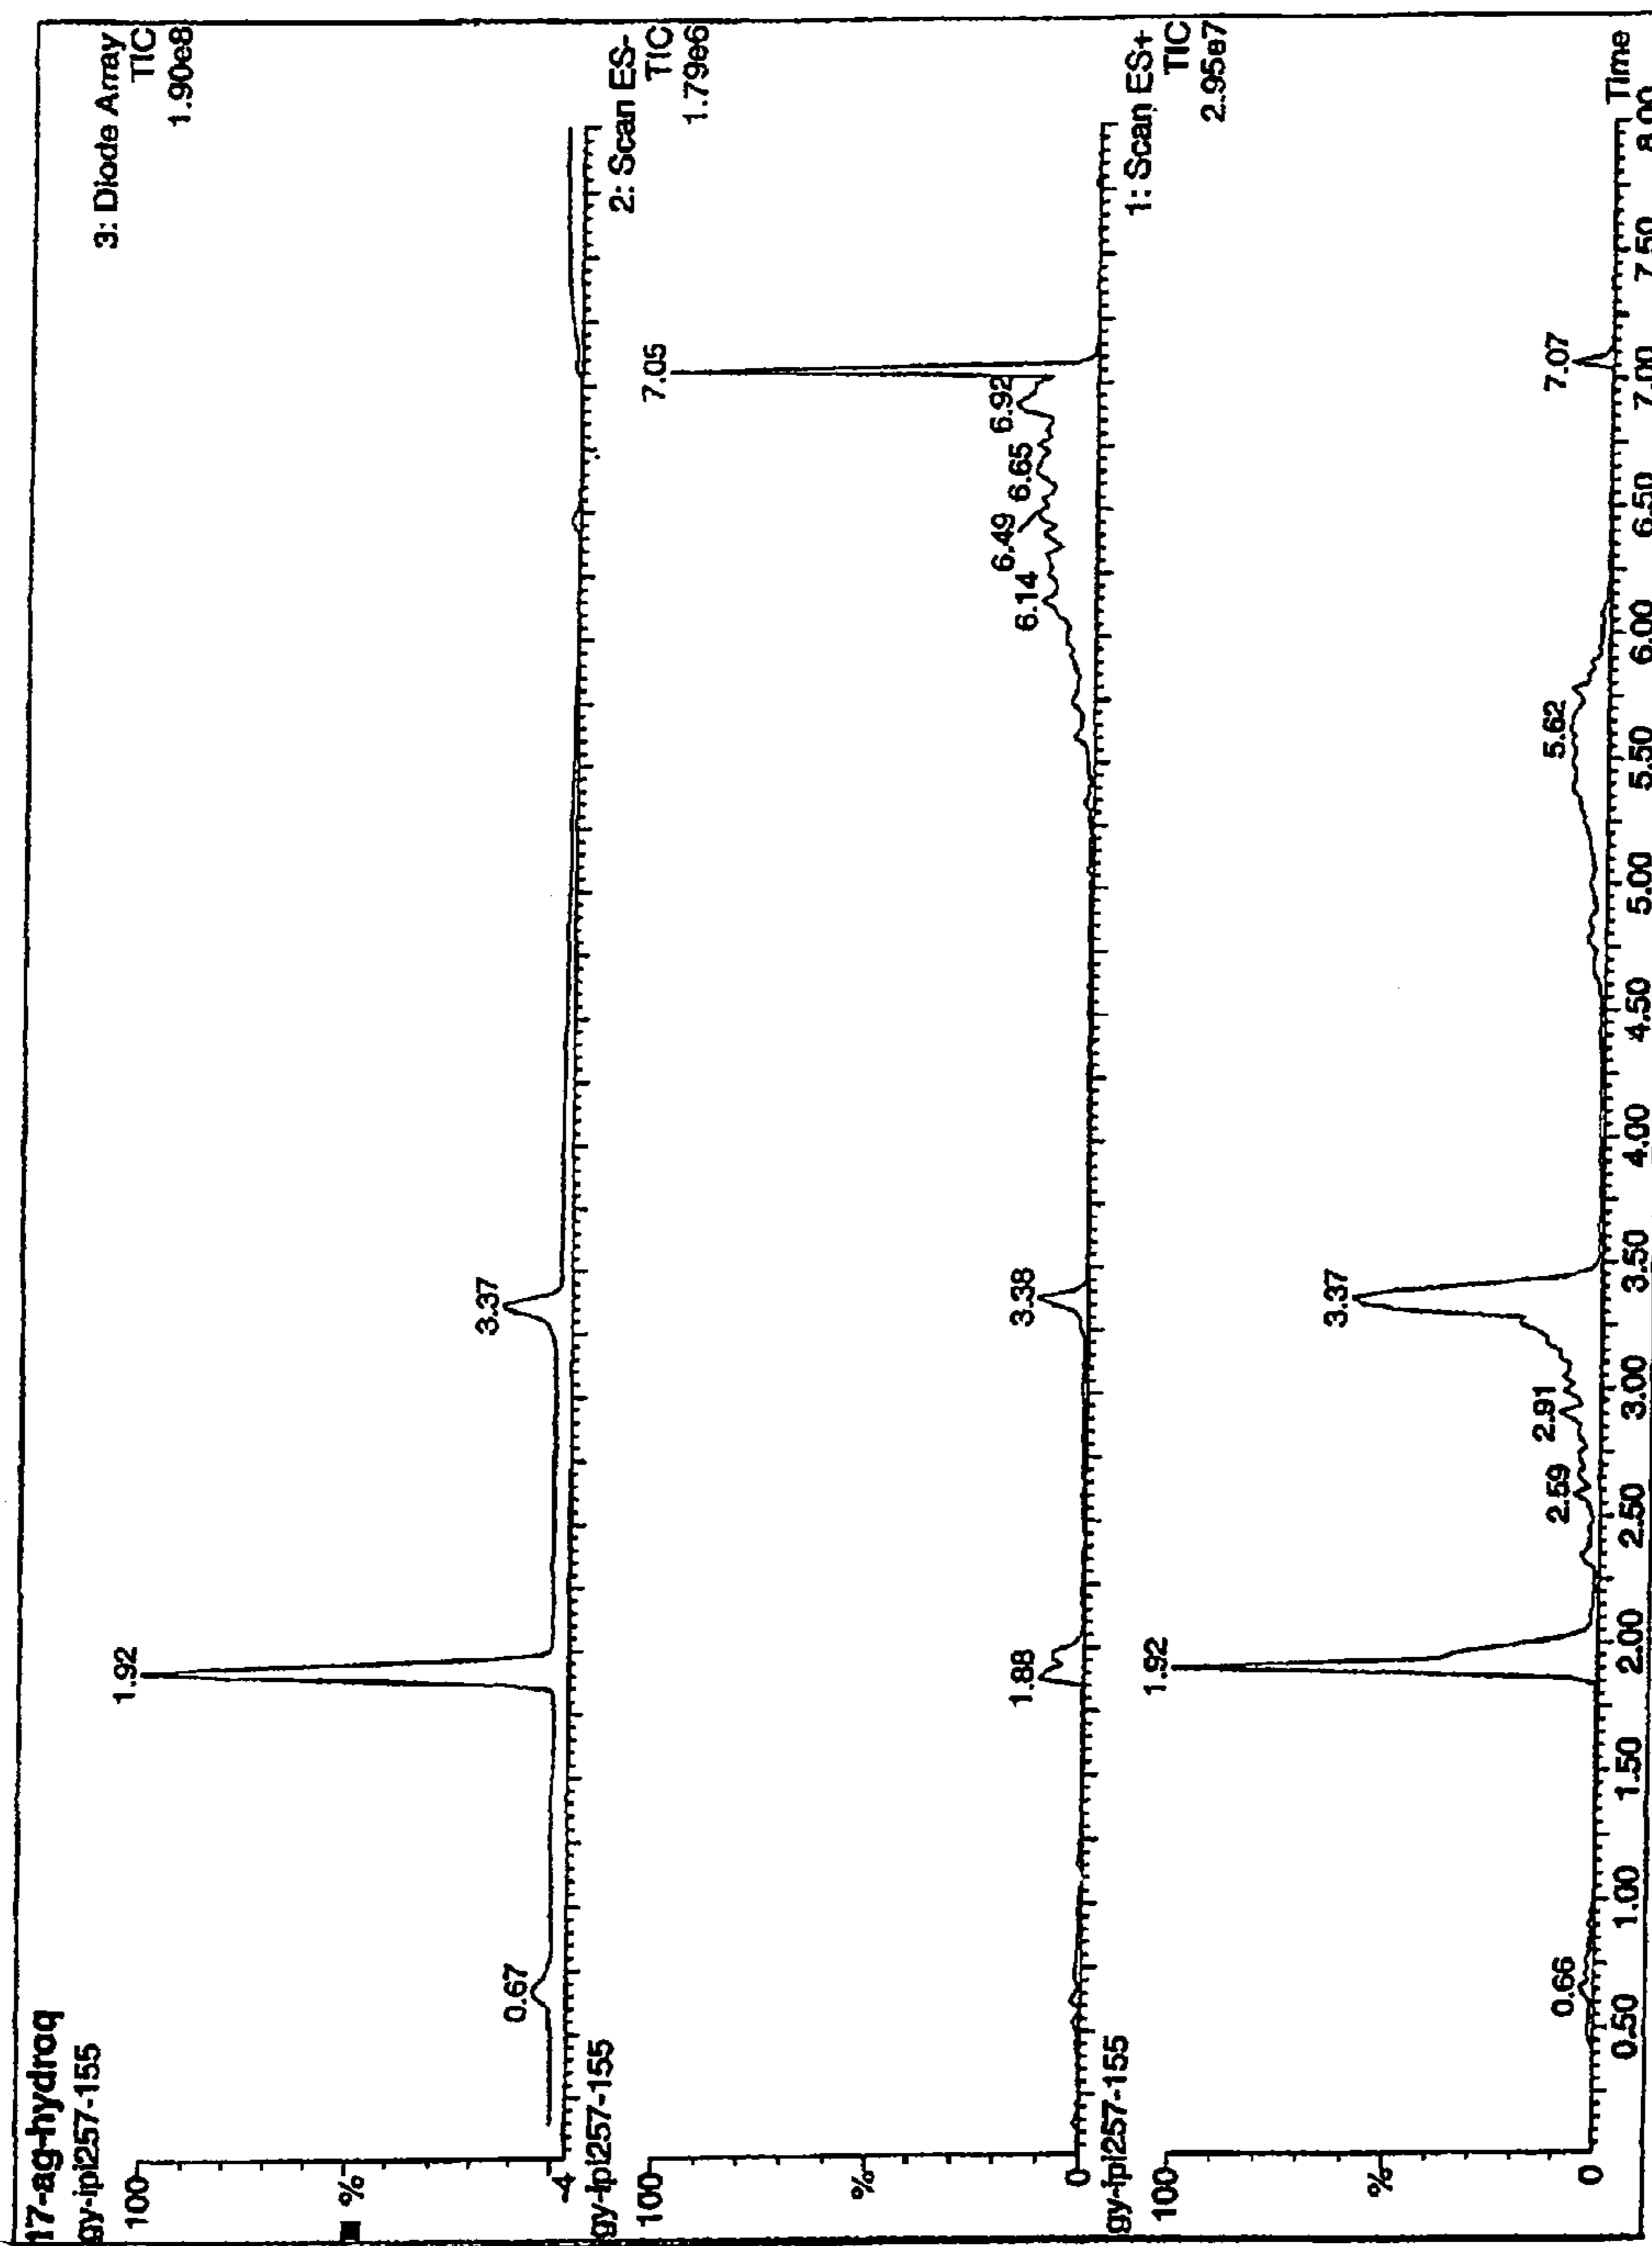 17-ag-hydroq
gy-ipi257-155
3: Diode Array
TIC
1.90e8
100
%
-4
0.67
1.92
3.37
gy-ipi257-155
2: Scan ES-
TIC
1.79e6
100
%
0
1.88
3.38
6.14
6.49
6.65
6.92
7.05
gy-ipi257-155
1: Scan ES+
TIC
2.95e7
100
%
0
0.66
1.92
2.59
2.91
3.37
5.62
7.07
0.50 1.00 1.50 2.00 2.50 3.00 3.50 4.00 4.50 5.00 5.50 6.00 6.50 7.00 7.50 8.00
Time